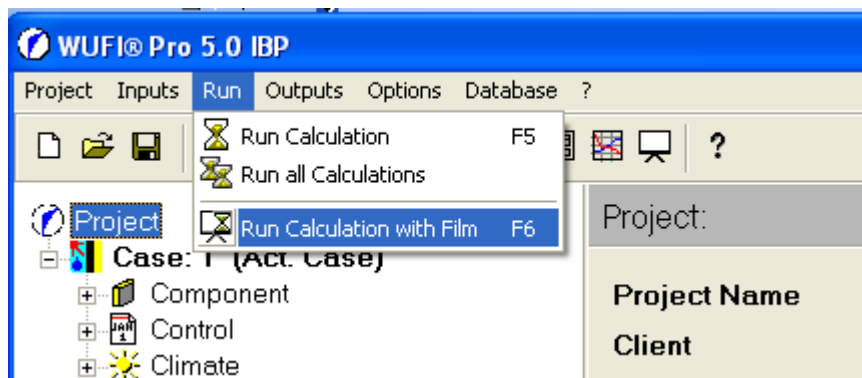 WUFI® Pro 5.0 IBP
Project Inputs Run Outputs Options Database ?
Run Calculation F5
Run all Calculations
Run Calculation with Film F6
?
Project
Case: 1 (Act. Case)
Component
Control
Climate
Project:
Project Name
Client